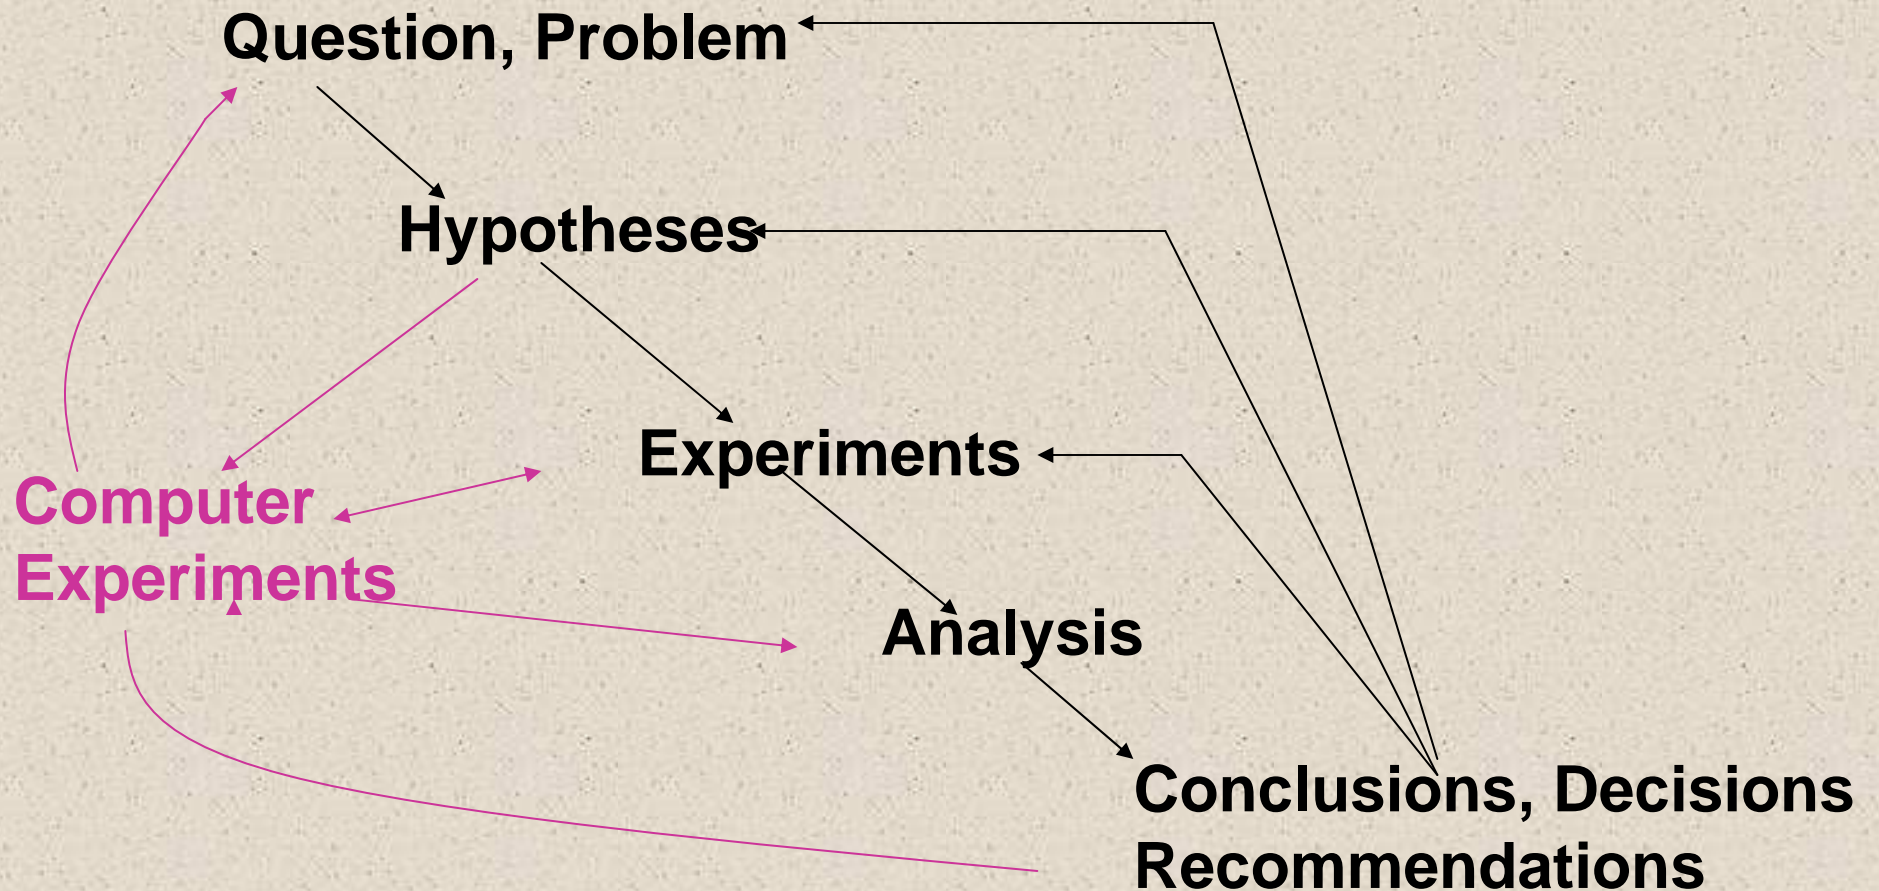 Question, Problem
Hypotheses
Experiments
Computer
Experiments
Analysis
Conclusions, Decisions
Recommendations